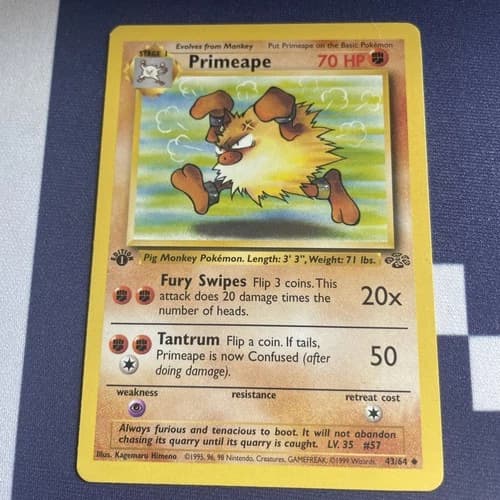 STAGE 1
Evolves from Mankey Put Primeape on the Basic Pokémon
Primeape 70 HP
EDITION
1
Pig Monkey Pokémon. Length: 3' 3", Weight: 71 lbs.
Fury Swipes Flip 3 coins. This
attack does 20 damage times the
number of heads.
20x
Tantrum Flip a coin. If tails,
Primeape is now Confused (after
doing damage).
50
weakness resistance retreat cost
Always furious and tenacious to boot. It will not abandon
chasing its quarry until its quarry is caught. LV. 35 #57
Illus. Kagemaru Himeno ©1995, 96, 98 Nintendo, Creatures, GAMEFREAK. ©1999 Wizards. 43/64